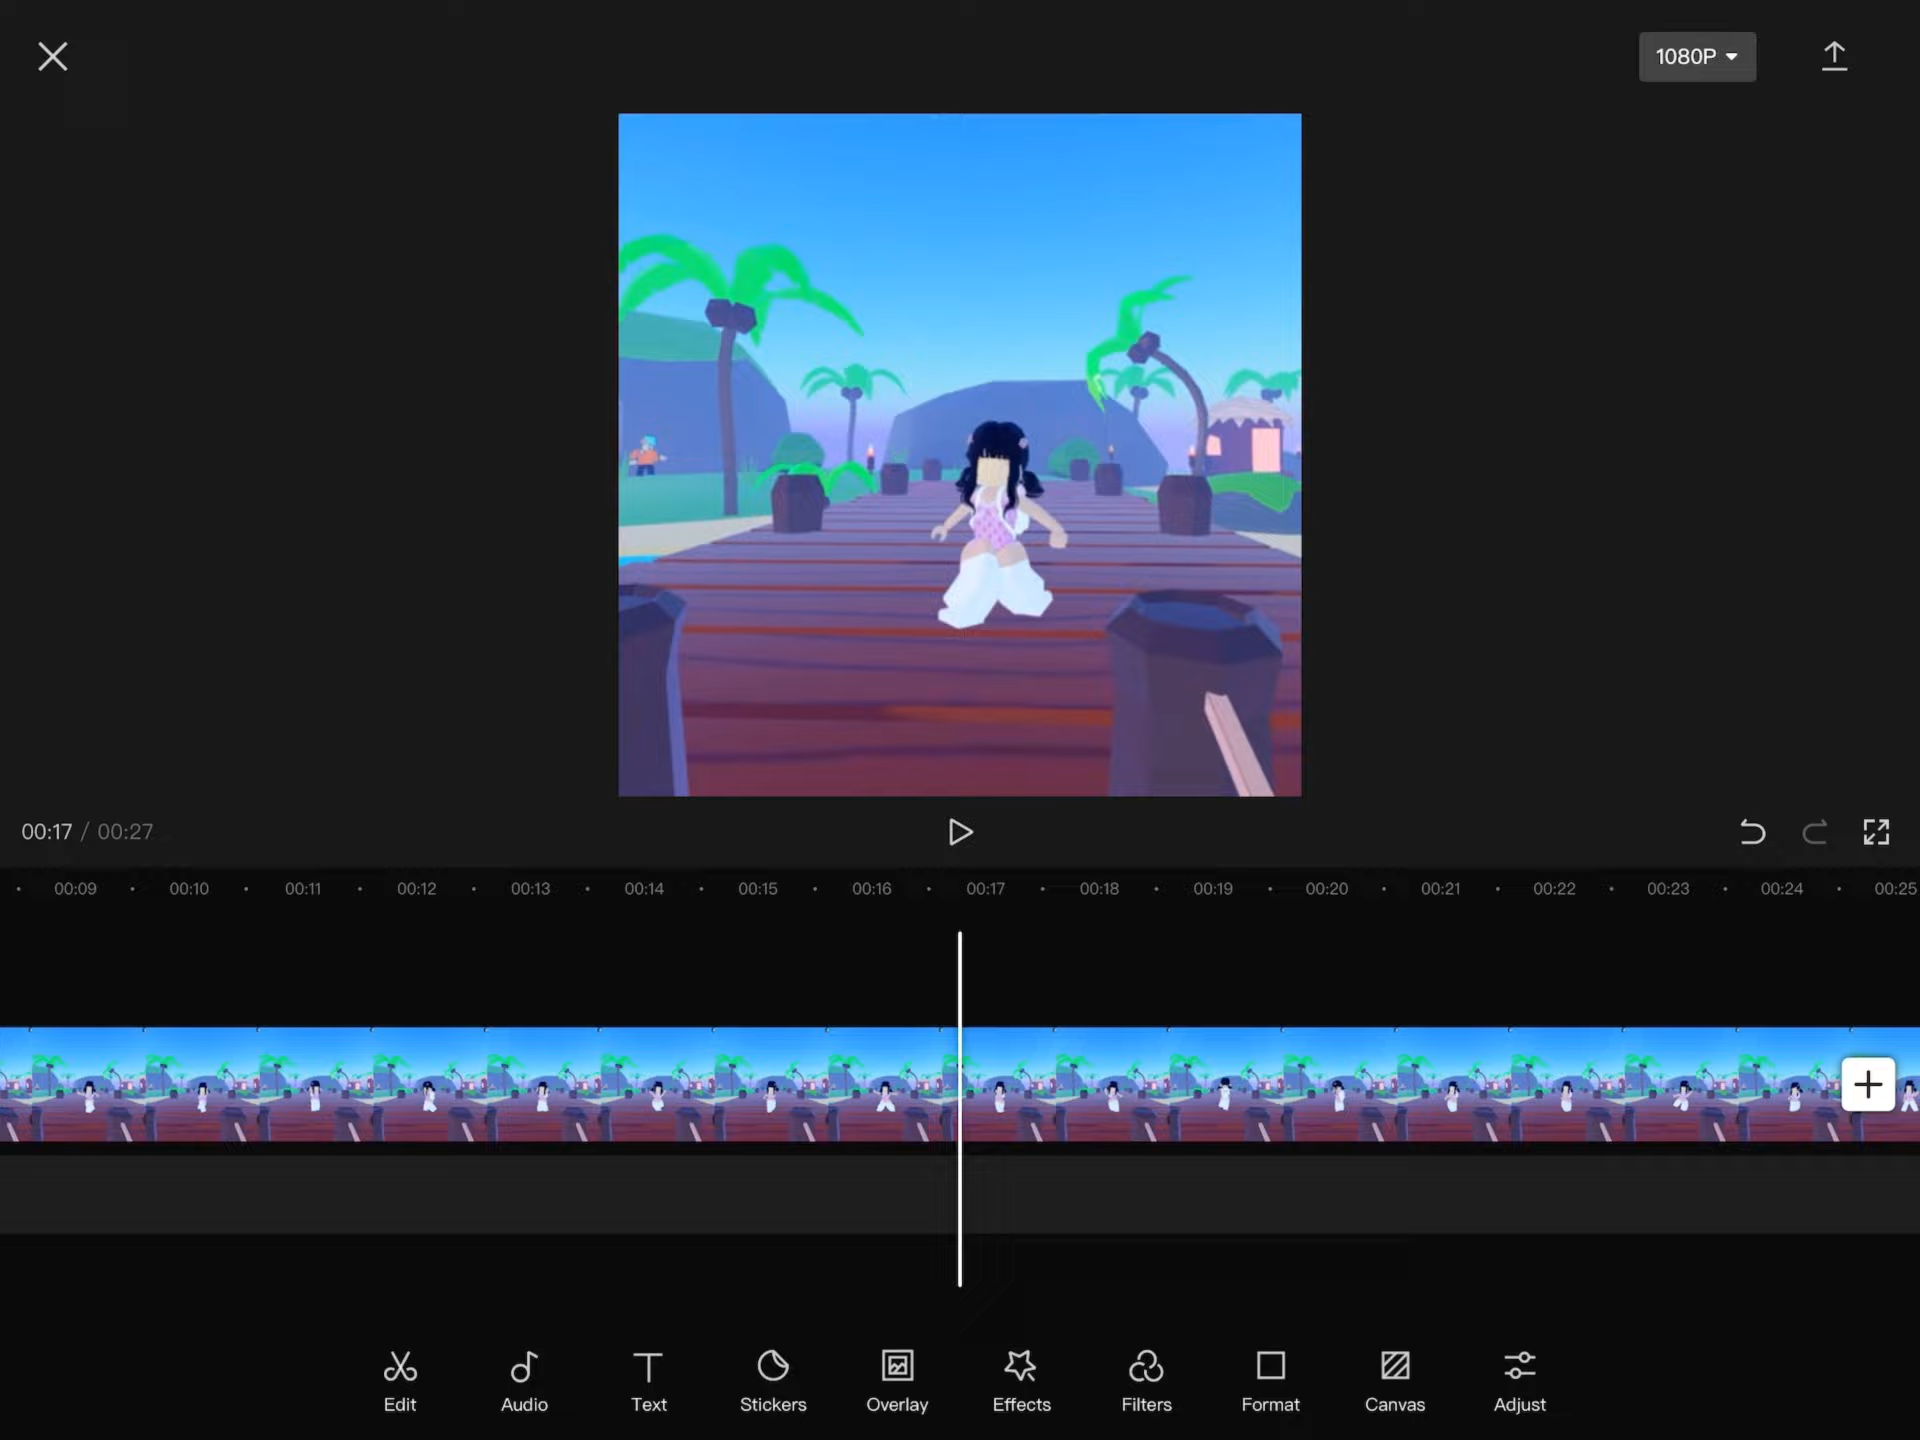 1080P
00:17 / 00:27
00:09 00:10 00:11 00:12 00:13 00:14 00:15 00:16 00:17 00:18 00:19 00:20 00:21 00:22 00:23 00:24 00:25
Edit Audio Text Stickers Overlay Effects Filters Format Canvas Adjust